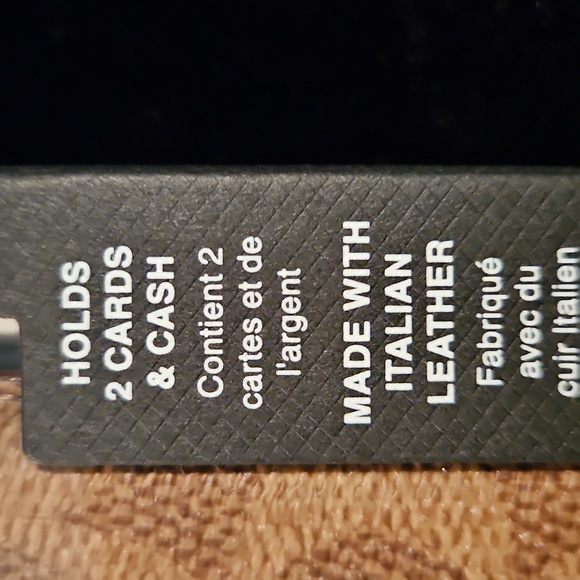 HOLDS
2 CARDS
& CASH
Contient 2
cartes et de
l'argent
MADE WITH
ITALIAN
LEATHER
Fabriqué
avec du
cuir Italien